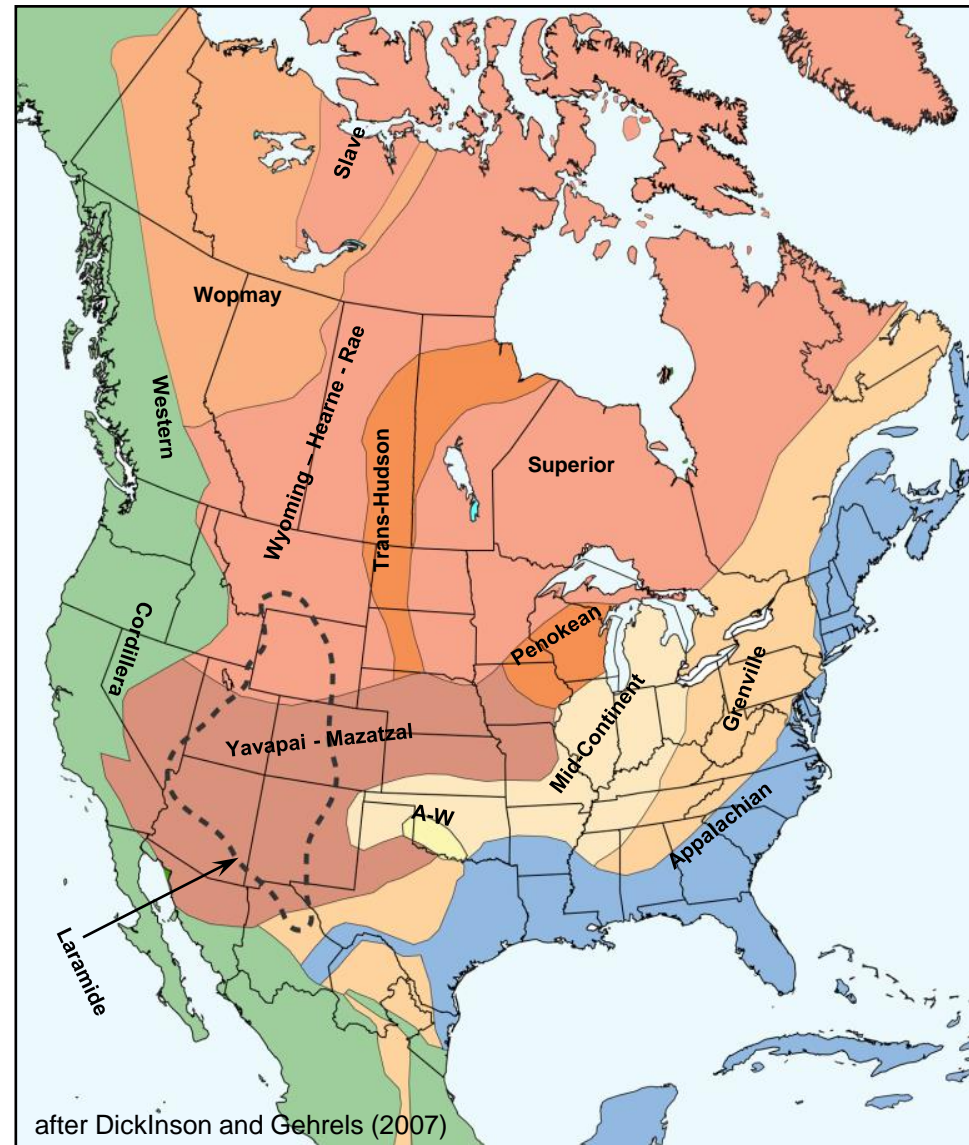 Slave
Wopmay
Wyoming - Hearne - Rae
Western
Trans-Hudson
Superior
Cordillera
Penokean
Mid-Continent
Grenville
Yavapai - Mazatzal
A-W
Appalachian
Laramide
after DickInson and Gehrels (2007)